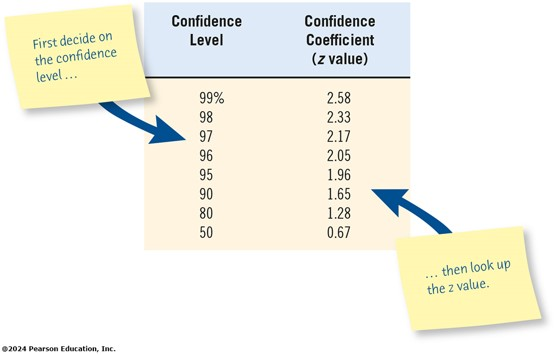 First decide on
the confidence
level ...
Confidence Level
Confidence Coefficient (z value)
99% 2.58
98 2.33
97 2.17
96 2.05
95 1.96
90 1.65
80 1.28
50 0.67
... then look up
the z value.
©2024 Pearson Education, Inc.